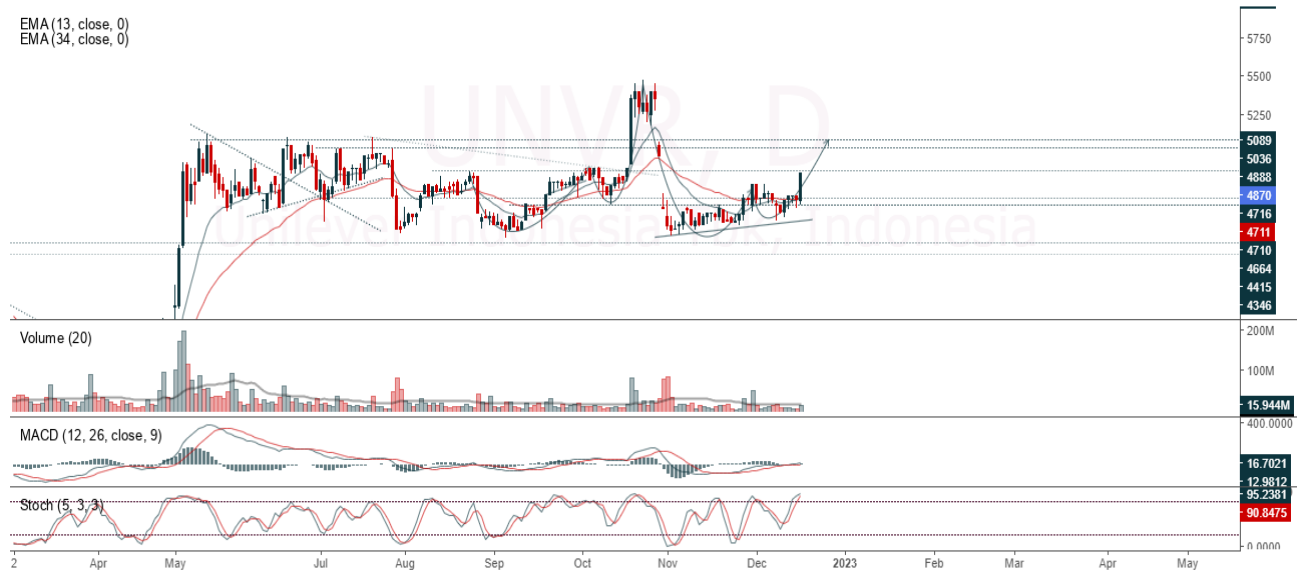 EMA (13, close, 0)
EMA (34, close, 0)
UNVR, D
Unilever Indonesia Tbk, Indonesia
5750
5500
5250
5089
5036
4888
4870
4716
4711
4710
4664
4415
4346
Volume (20)
200M
100M
15.944M
MACD (12, 26, close, 9)
400.0000
16.7021
12.9812
Stoch (5, 3, 3)
95.2381
90.8475
0.0000
2 Apr May Jul Aug Sep Oct Nov Dec 2023 Feb Mar Apr May